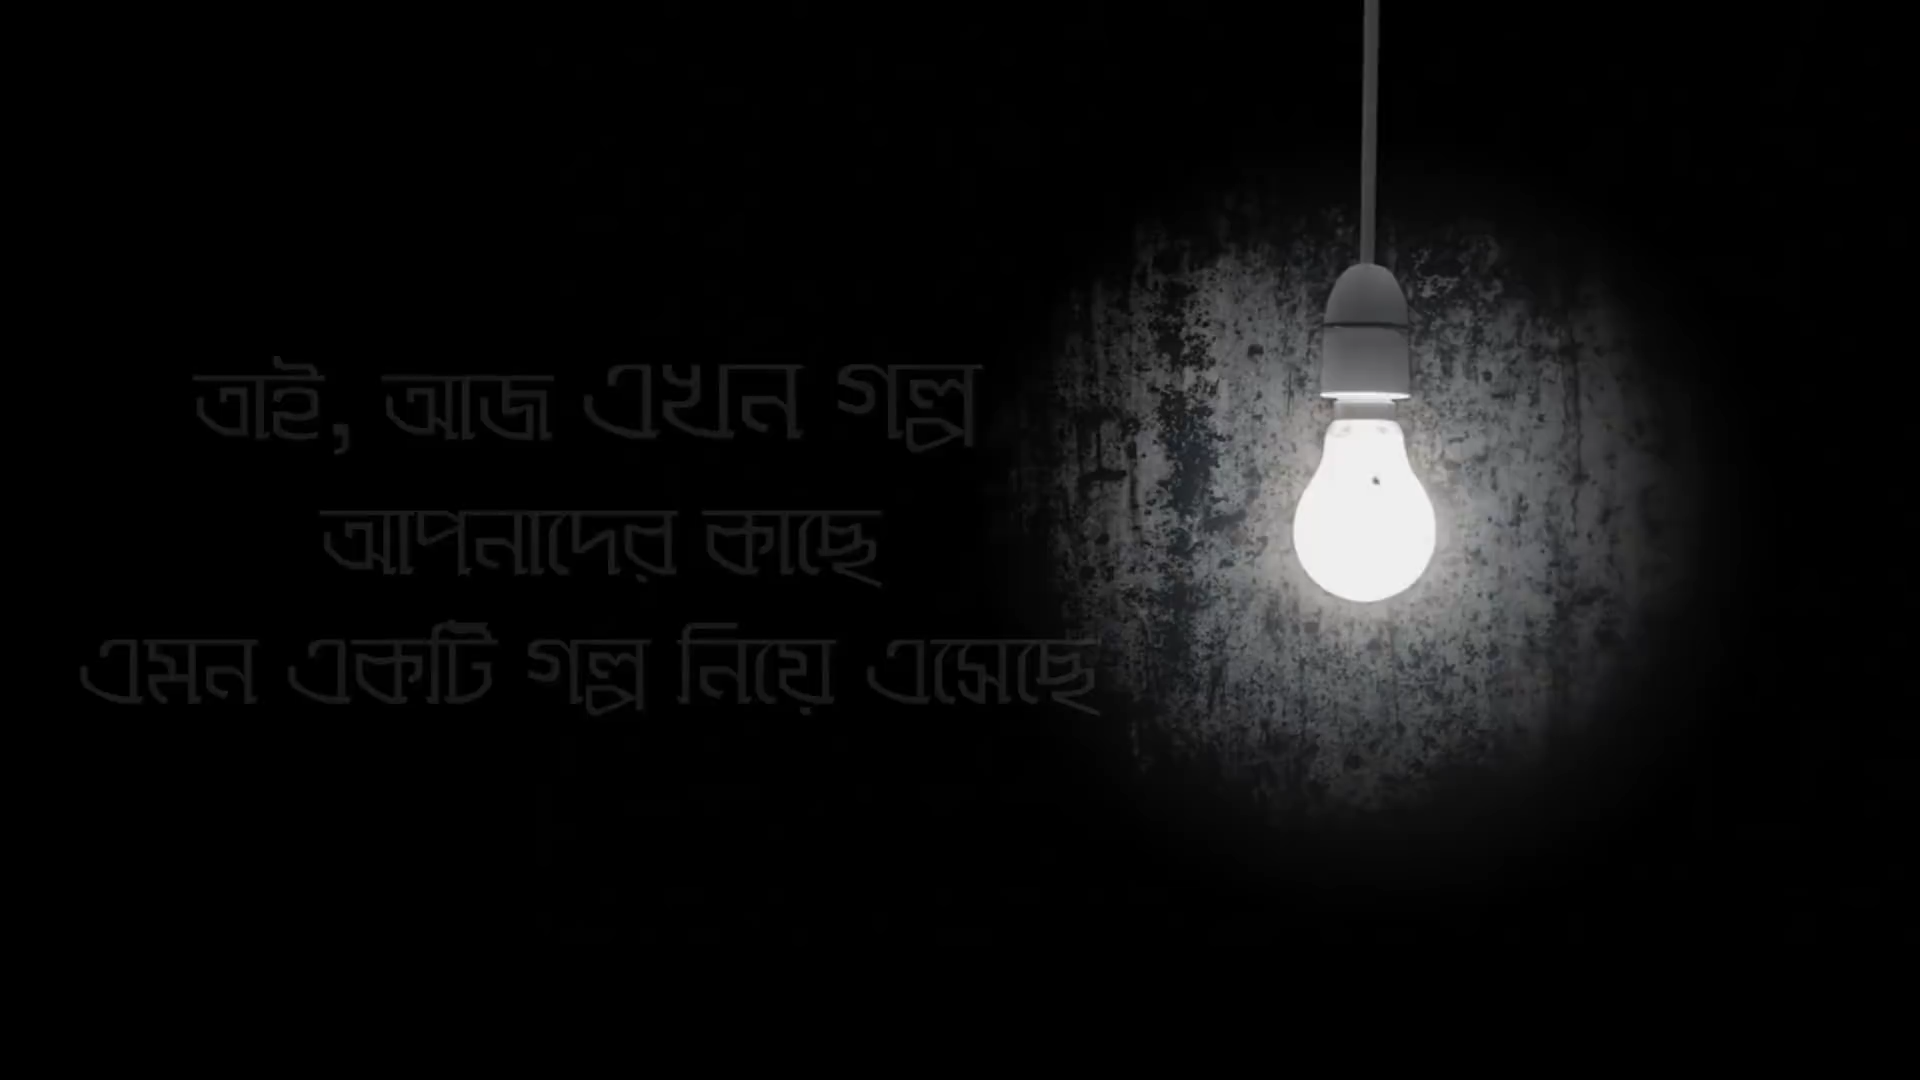 তাই, আজ এখন গল্প
আপনাদের কাছে
এমন একটি গল্প নিয়ে এসেছে